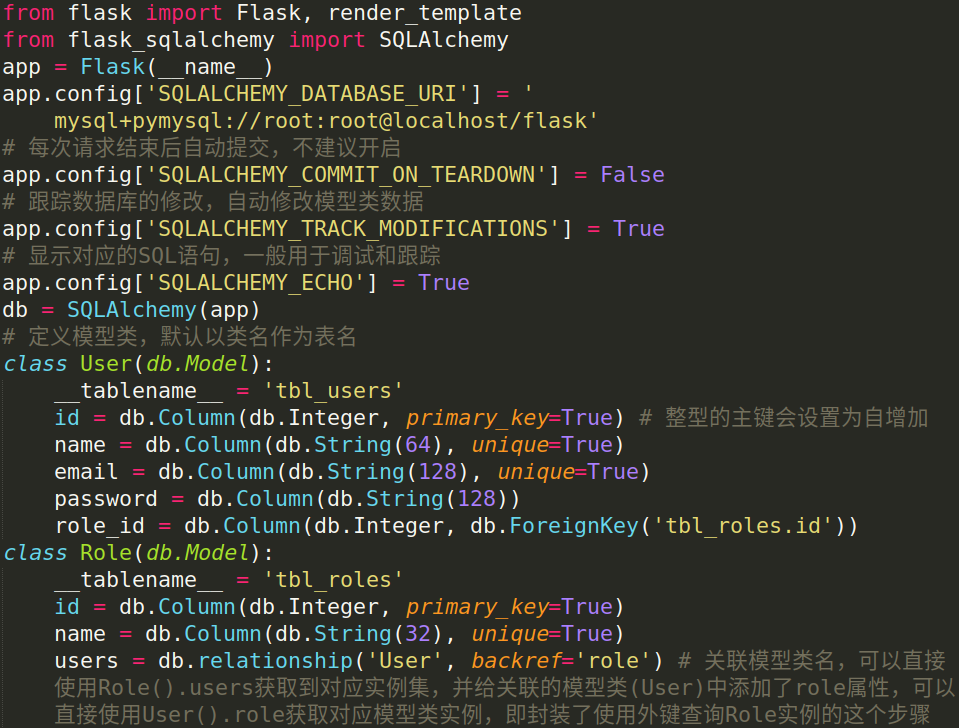 from flask import Flask, render_template
from flask_sqlalchemy import SQLAlchemy
app = Flask(__name__)
app.config['SQLALCHEMY_DATABASE_URI'] = '
    mysql+pymysql://root:root@localhost/flask'
# 每次请求结束后自动提交，不建议开启
app.config['SQLALCHEMY_COMMIT_ON_TEARDOWN'] = False
# 跟踪数据库的修改，自动修改模型类数据
app.config['SQLALCHEMY_TRACK_MODIFICATIONS'] = True
# 显示对应的SQL语句，一般用于调试和跟踪
app.config['SQLALCHEMY_ECHO'] = True
db = SQLAlchemy(app)
# 定义模型类，默认以类名作为表名
class User(db.Model):
    __tablename__ = 'tbl_users'
    id = db.Column(db.Integer, primary_key=True) # 整型的主键会设置为自增加
    name = db.Column(db.String(64), unique=True)
    email = db.Column(db.String(128), unique=True)
    password = db.Column(db.String(128))
    role_id = db.Column(db.Integer, db.ForeignKey('tbl_roles.id'))
class Role(db.Model):
    __tablename__ = 'tbl_roles'
    id = db.Column(db.Integer, primary_key=True)
    name = db.Column(db.String(32), unique=True)
    users = db.relationship('User', backref='role') # 关联模型类名，可以直接
    使用Role().users获取到对应实例集，并给关联的模型类(User)中添加了role属性，可以
    直接使用User().role获取对应模型类实例，即封装了使用外键查询Role实例的这个步骤